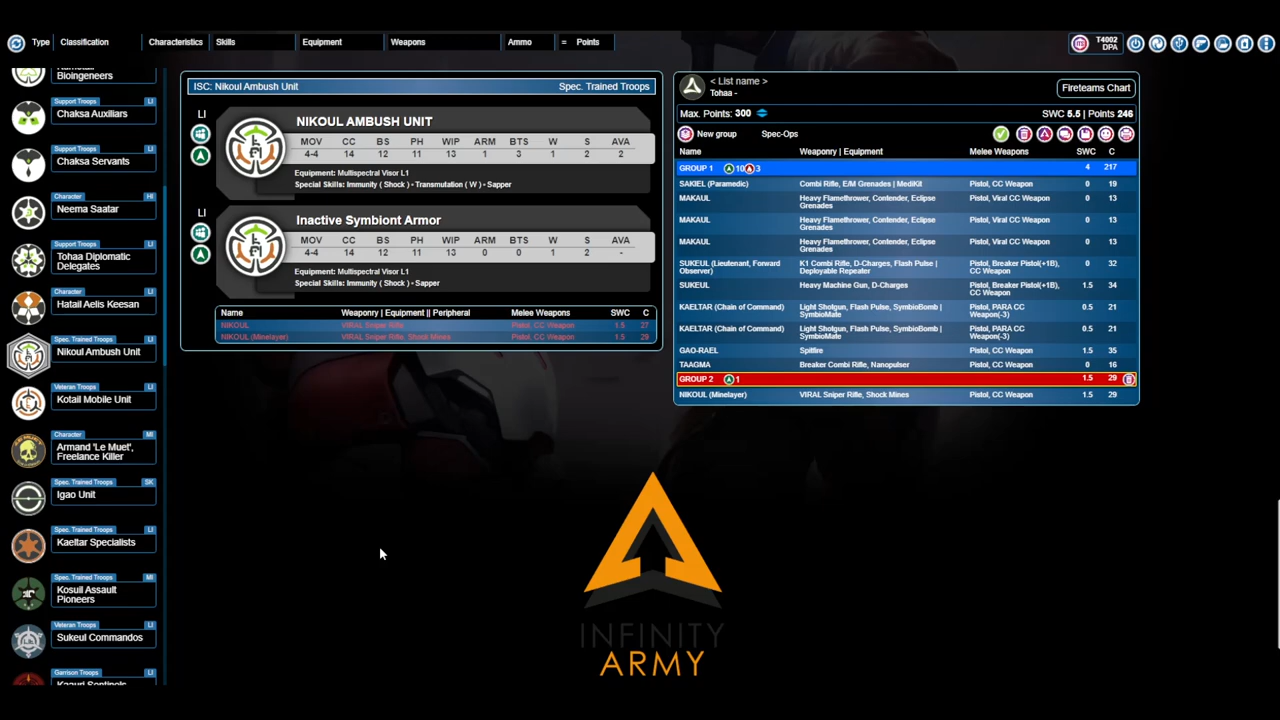 Type Classification Characteristics Skills Equipment Weapons Ammo = Points
T4002
DPA
Bioingeneers
Support Troops LI
Chaksa Auxiliars
Support Troops LI
Chaksa Servants
Character HI
Neema Saatar
Support Troops LI
Tohaa Diplomatic
Delegates
Character LI
Hatail Aelis Keesan
Spec. Trained Troops LI
Nikoul Ambush Unit
Veteran Troops LI
Kotail Mobile Unit
Character MI
Armand 'Le Muet',
Freelance Killer
Spec. Trained Troops SK
Igao Unit
Spec. Trained Troops LI
Kaeltar Specialists
Spec. Trained Troops MI
Kosuil Assault
Pioneers
Veteran Troops LI
Sukeul Commandos
Garrison Troops LI
Kaauri Sentinels
ISC: Nikoul Ambush Unit Spec. Trained Troops
LI
NIKOUL AMBUSH UNIT
MOV CC BS PH WIP ARM BTS W S AVA
4-4 14 12 11 13 1 3 1 2 2
Equipment: Multispectral Visor L1
Special Skills: Immunity ( Shock ) • Transmutation ( W ) • Sapper
LI
Inactive Symbiont Armor
MOV CC BS PH WIP ARM BTS W S AVA
4-4 14 12 11 13 0 0 1 2 -
Equipment: Multispectral Visor L1
Special Skills: Immunity ( Shock ) • Sapper
Name Weaponry | Equipment || Peripheral Melee Weapons SWC C
NIKOUL VIRAL Sniper Rifle Pistol, CC Weapon 1.5 27
NIKOUL (Minelayer) VIRAL Sniper Rifle, Shock Mines Pistol, CC Weapon 1.5 29
< List name >
Tohaa -
Fireteams Chart
Max. Points: 300 SWC 5.5 | Points 246
New group Spec-Ops
Name Weaponry | Equipment Melee Weapons SWC C
GROUP 1 10 3 4 217
SAKIEL (Paramedic) Combi Rifle, E/M Grenades | MediKit Pistol, CC Weapon 0 19
MAKAUL Heavy Flamethrower, Contender, Eclipse Grenades Pistol, Viral CC Weapon 0 13
MAKAUL Heavy Flamethrower, Contender, Eclipse Grenades Pistol, Viral CC Weapon 0 13
MAKAUL Heavy Flamethrower, Contender, Eclipse Grenades Pistol, Viral CC Weapon 0 13
SUKEUL (Lieutenant, Forward Observer) K1 Combi Rifle, D-Charges, Flash Pulse | Deployable Repeater Pistol, Breaker Pistol(+1B), CC Weapon 0 32
SUKEUL Heavy Machine Gun, D-Charges Pistol, Breaker Pistol(+1B), CC Weapon 1.5 34
KAELTAR (Chain of Command) Light Shotgun, Flash Pulse, SymbioBomb | SymbioMate Pistol, PARA CC Weapon(-3) 0.5 21
KAELTAR (Chain of Command) Light Shotgun, Flash Pulse, SymbioBomb | SymbioMate Pistol, PARA CC Weapon(-3) 0.5 21
GAO-RAEL Spitfire Pistol, CC Weapon 1.5 35
TAAGMA Breaker Combi Rifle, Nanopulser Pistol, CC Weapon 0 16
GROUP 2 1 1.5 29
NIKOUL (Minelayer) VIRAL Sniper Rifle, Shock Mines Pistol, CC Weapon 1.5 29
INFINITY
ARMY